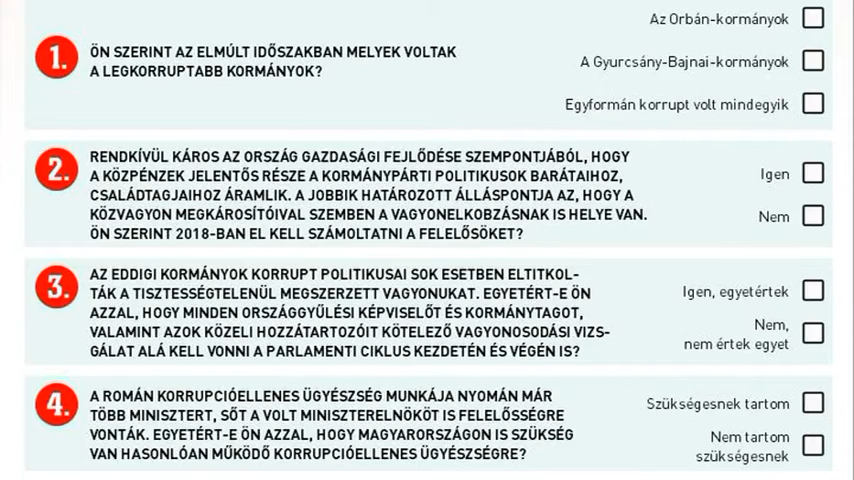 Az Orbán-kormányok
1.
ÖN SZERINT AZ ELMÚLT IDŐSZAKBAN MELYEK VOLTAK
A LEGKORRUPTABB KORMÁNYOK?
A Gyurcsány-Bajnai-kormányok
Egyformán korrupt volt mindegyik
2.
RENDKÍVÜL KÁROS AZ ORSZÁG GAZDASÁGI FEJLŐDÉSE SZEMPONTJÁBÓL, HOGY
A KÖZPÉNZEK JELENTŐS RÉSZE A KORMÁNYPÁRTI POLITIKUSOK BARÁTAIHOZ,
CSALÁDTAGJAIHOZ ÁRAMLIK. A JOBBIK HATÁROZOTT ÁLLÁSPONTJA AZ, HOGY A
KÖZVAGYON MEGKÁROSÍTÓIVAL SZEMBEN A VAGYONELKOBZÁSNAK IS HELYE VAN.
ÖN SZERINT 2018-BAN EL KELL SZÁMOLTATNI A FELELŐSÖKET?
Igen
Nem
3.
AZ EDDIGI KORMÁNYOK KORRUPT POLITIKUSAI SOK ESETBEN ELTITKOL-
TÁK A TISZTESSÉGTELENÜL MEGSZERZETT VAGYONUKAT. EGYETÉRT-E ÖN
AZZAL, HOGY MINDEN ORSZÁGGYŰLÉSI KÉPVISELŐT ÉS KORMÁNYTAGOT,
VALAMINT AZOK KÖZELI HOZZÁTARTOZÓIT KÖTELEZŐ VAGYONOSODÁSI VIZS-
GÁLAT ALÁ KELL VONNI A PARLAMENTI CIKLUS KEZDETÉN ÉS VÉGÉN IS?
Igen, egyetértek
Nem,
nem értek egyet
4.
A ROMÁN KORRUPCIÓELLENES ÜGYÉSZSÉG MUNKÁJA NYOMÁN MÁR
TÖBB MINISZTERT, SŐT A VOLT MINISZTERELNÖKÖT IS FELELŐSSÉGRE
VONTÁK. EGYETÉRT-E ÖN AZZAL, HOGY MAGYARORSZÁGON IS SZÜKSÉG
VAN HASONLÓAN MŰKÖDŐ KORRUPCIÓELLENES ÜGYÉSZSÉGRE?
Szükségesnek tartom
Nem tartom
szükségesnek